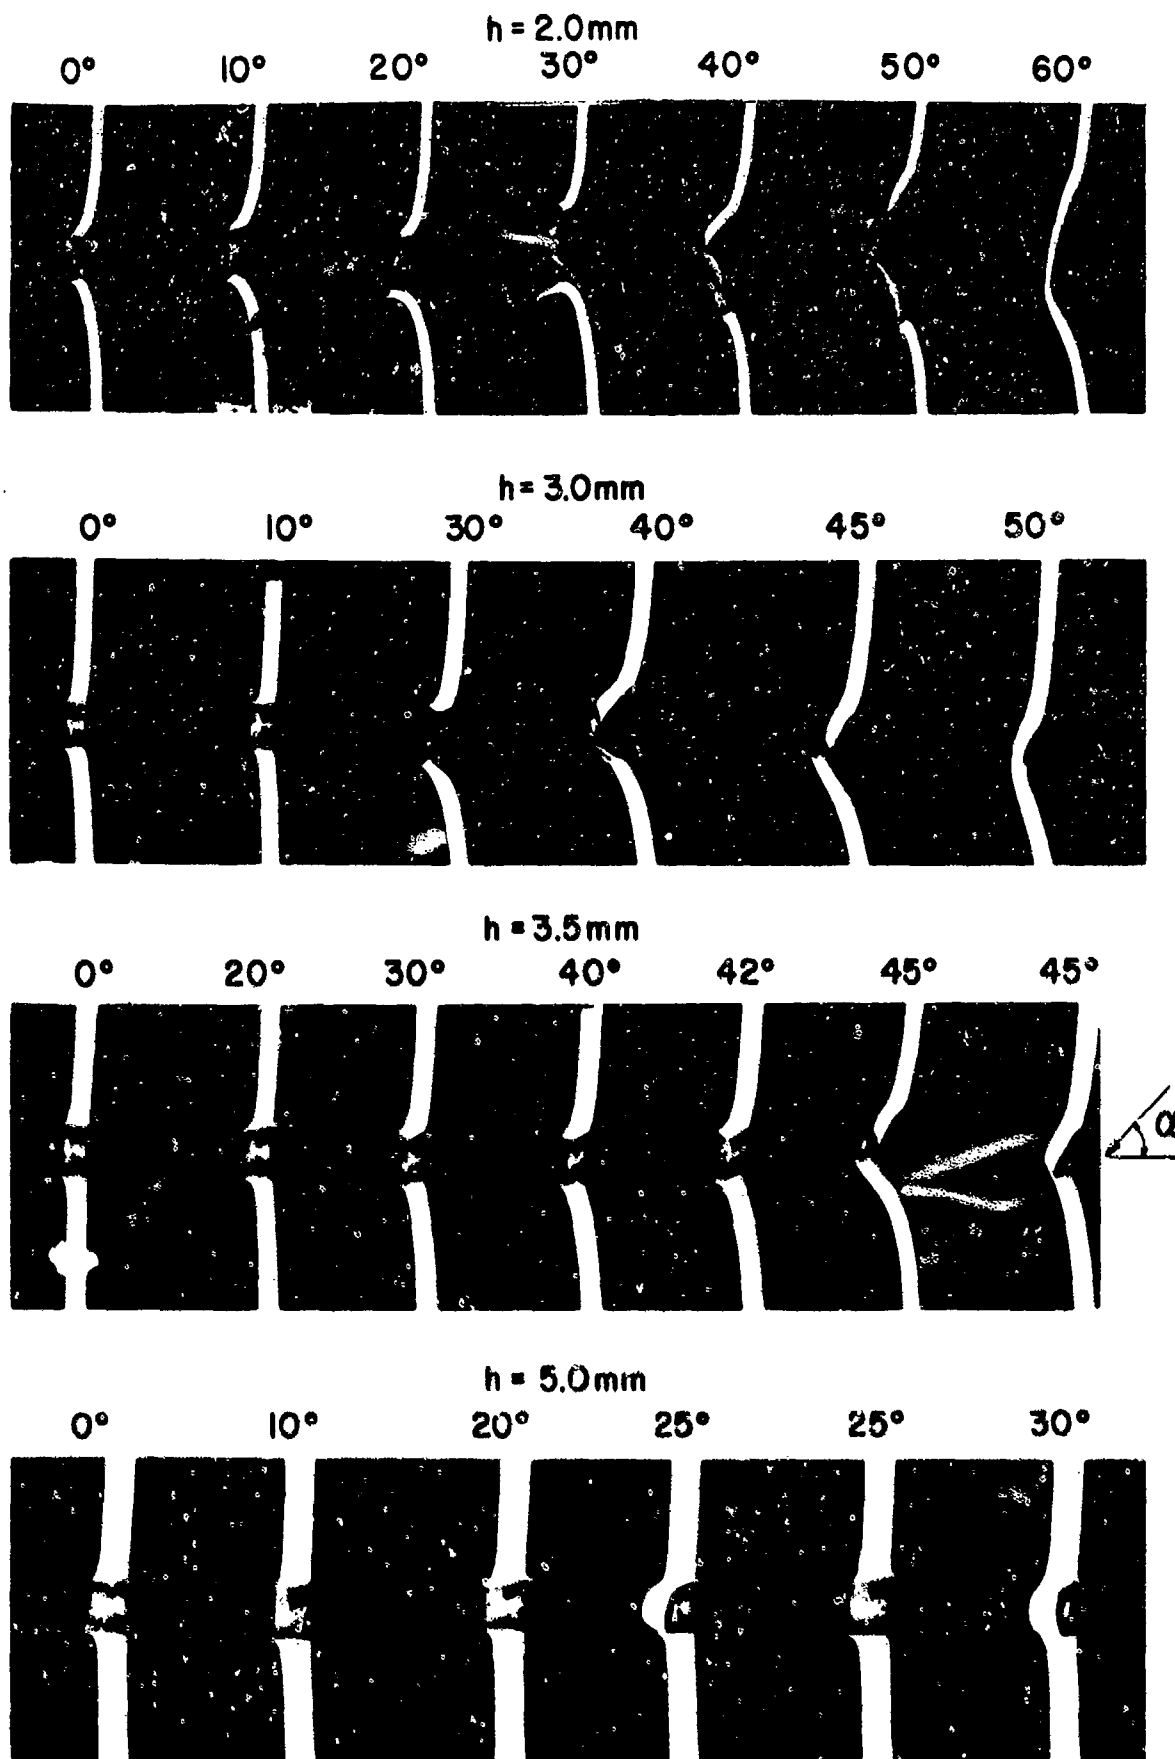 h = 2.0mm
0° 10° 20° 30° 40° 50° 60°
h = 3.0mm
0° 10° 30° 40° 45° 50°
h = 3.5mm
0° 20° 30° 40° 42° 45° 45°
α
h = 5.0mm
0° 10° 20° 25° 25° 30°